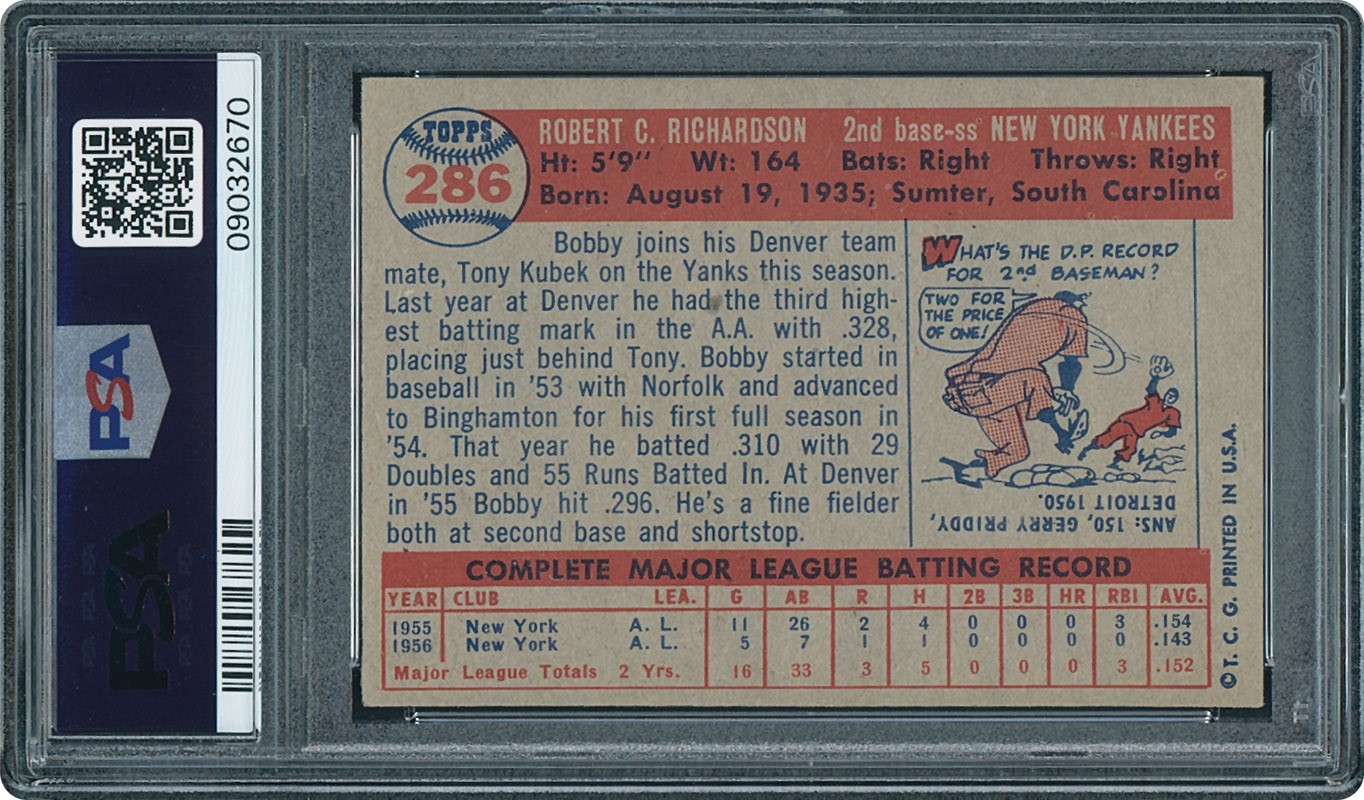 09032670
PSA
PSA
TOPPS
286
ROBERT C. RICHARDSON 2nd base-ss NEW YORK YANKEES
Ht: 5'9" Wt: 164 Bats: Right Throws: Right
Born: August 19, 1935; Sumter, South Carolina
Bobby joins his Denver team
mate, Tony Kubek on the Yanks this season.
Last year at Denver he had the third high-
est batting mark in the A.A. with .328,
placing just behind Tony. Bobby started in
baseball in '53 with Norfolk and advanced
to Binghamton for his first full season in
'54. That year he batted .310 with 29
Doubles and 55 Runs Batted In. At Denver
in '55 Bobby hit .296. He's a fine fielder
both at second base and shortstop.
WHAT'S THE D.P. RECORD
FOR 2nd BASEMAN?
TWO FOR
THE PRICE
OF ONE!
ANS: 150, GERRY PRIDDY,
DETROIT 1950.
COMPLETE MAJOR LEAGUE BATTING RECORD
YEAR CLUB LEA. G AB R H 2B 3B HR RBI AVG.
1955 New York A. L. 11 26 2 4 0 0 0 3 .154
1956 New York A. L. 5 7 1 1 0 0 0 0 .143
Major League Totals 2 Yrs. 16 33 3 5 0 0 0 3 .152
©T. C. G. PRINTED IN U.S.A.
PSA